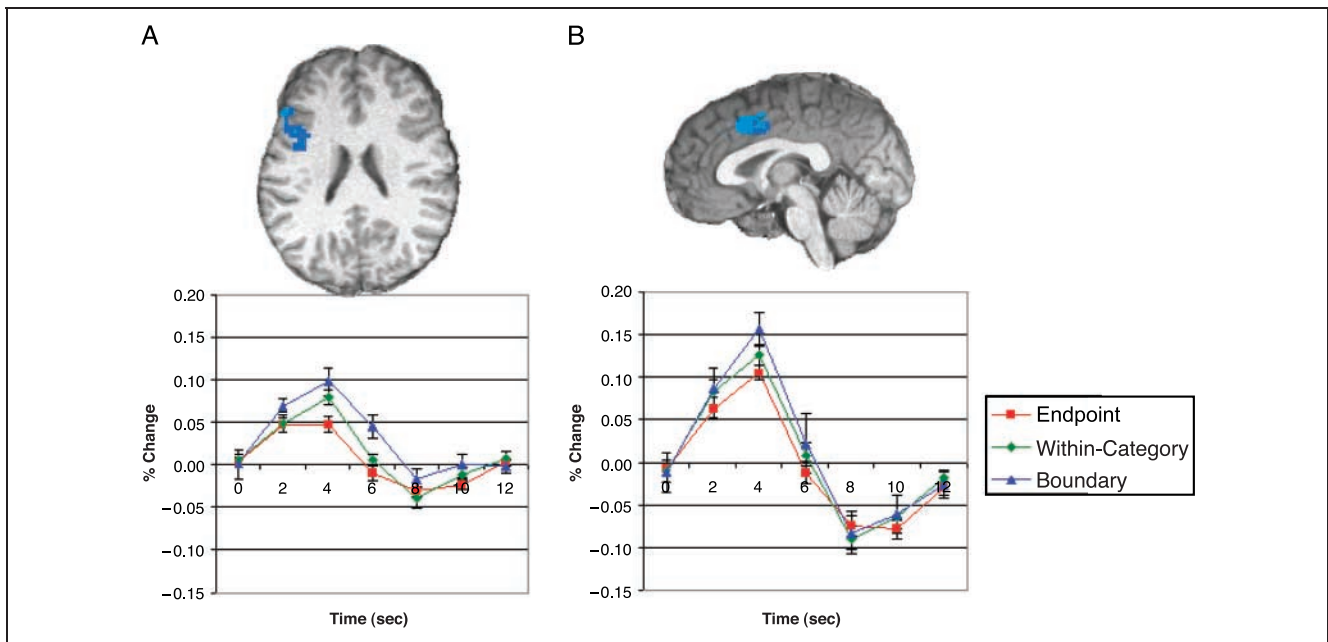 A
B
0.20
0.15
0.10
0.05
0.00
−0.05
−0.10
−0.15
% Change
0 2 4 6 8 10 12
Time (sec)
0.20
0.15
0.10
0.05
0.00
−0.05
−0.10
−0.15
% Change
0 2 4 6 8 10 12
Time (sec)
Endpoint
Within-Category
Boundary